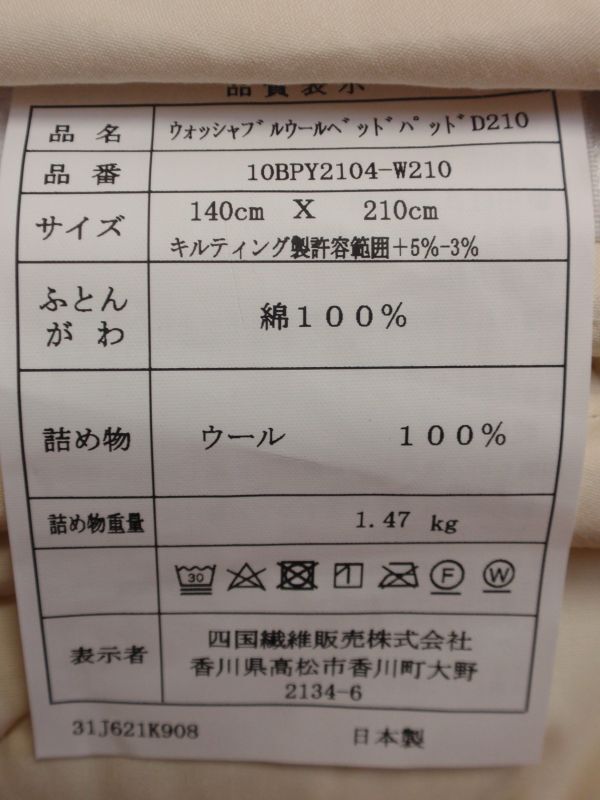 品質表示
品名 ウォッシャブルウールベッドパッドD210
品番 10BPY2104-W210
サイズ 140cm X 210cm
キルティング製許容範囲+5%-3%
ふとんがわ 綿100%
詰め物 ウール 100%
詰め物重量 1.47 kg
30 F W
表示者 四国繊維販売株式会社
香川県高松市香川町大野
2134-6
31J621K908 日本製